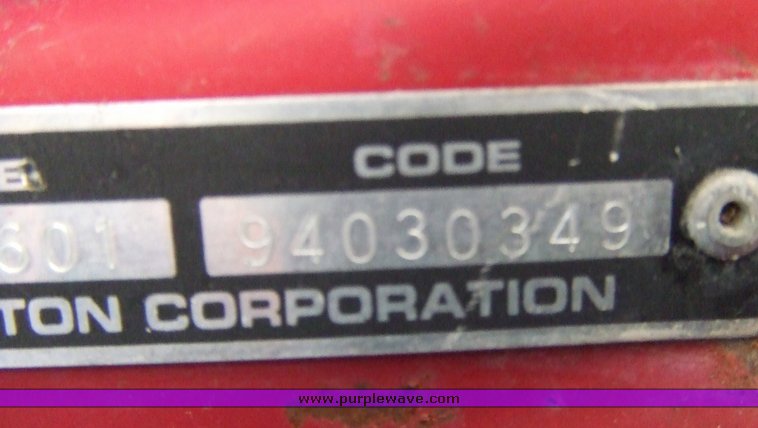 CODE
601 94030349
TON CORPORATION
www.purplewave.com